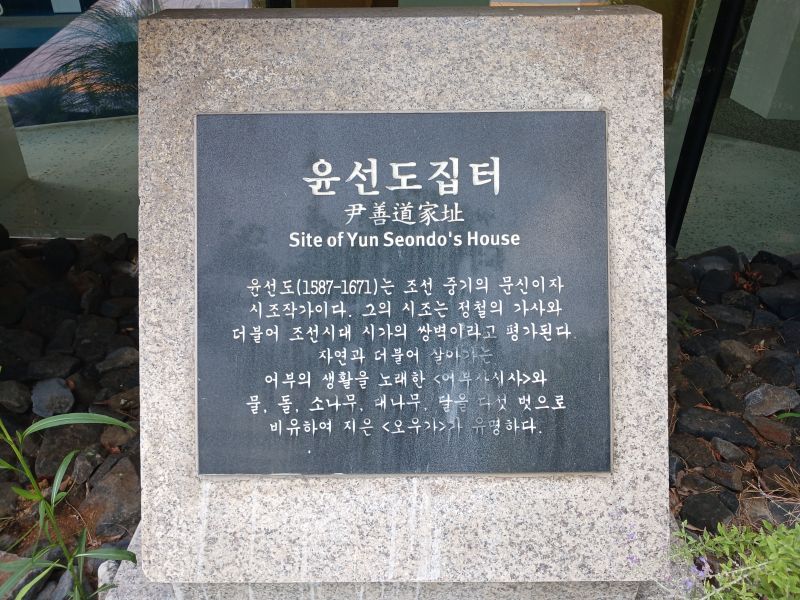 윤선도집터
尹善道家址
Site of Yun Seondo's House
윤선도(1587-1671)는 조선 중기의 문신이자
시조작가이다. 그의 시조는 정철의 가사와
더불어 조선시대 시가의 쌍벽이라고 평가된다.
자연과 더불어 살아가는
어부의 생활을 노래한 <어부사시사>와
물, 돌, 소나무, 대나무, 달을 다섯 벗으로
비유하여 지은 <오우가>가 유명하다.